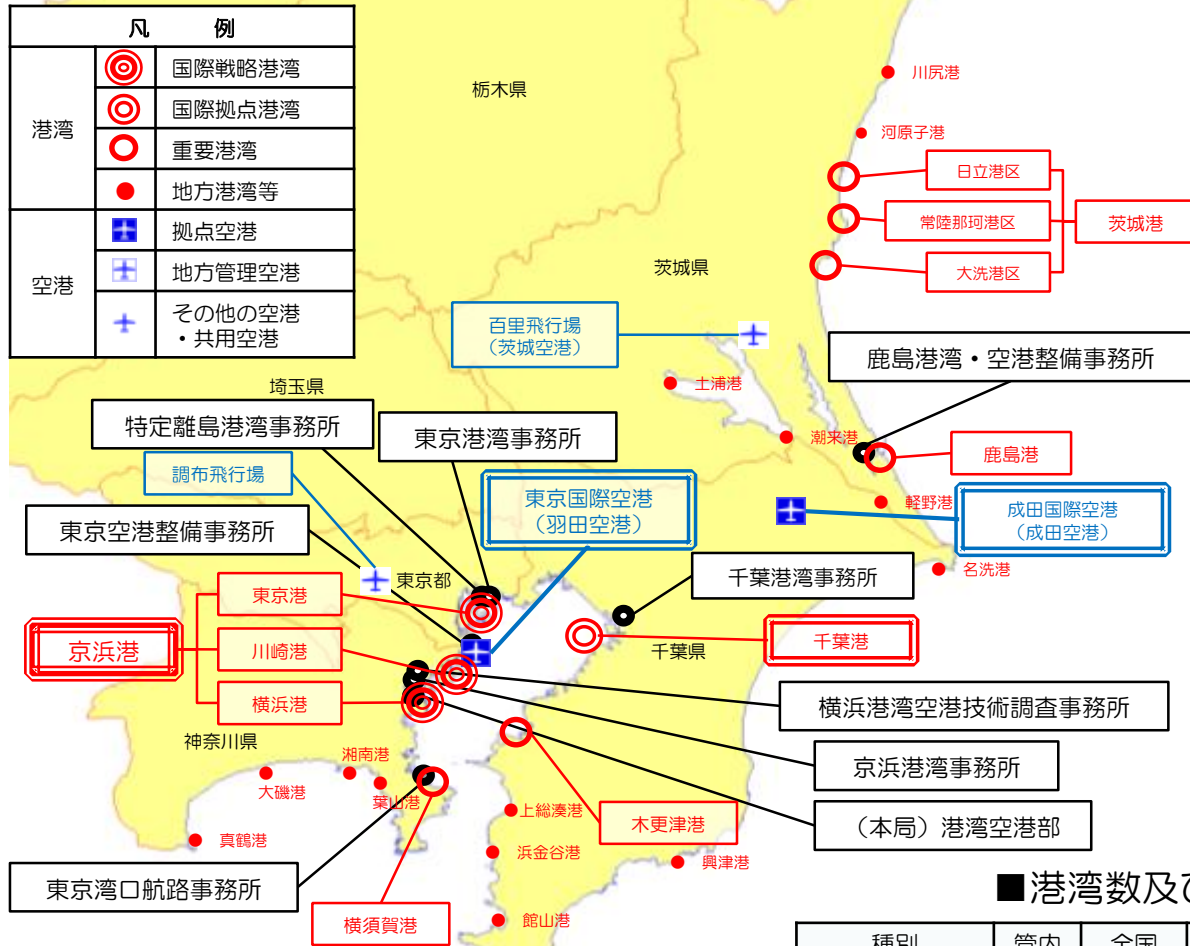 凡 例
港湾
国際戦略港湾
国際拠点港湾
重要港湾
地方港湾等
空港
拠点空港
地方管理空港
その他の空港
・共用空港
栃木県
川尻港
河原子港
日立港区
常陸那珂港区
茨城港
大洗港区
茨城県
百里飛行場
(茨城空港)
鹿島港湾・空港整備事務所
埼玉県
土浦港
特定離島港湾事務所
東京港湾事務所
潮来港
鹿島港
調布飛行場
東京国際空港
(羽田空港)
軽野港
成田国際空港
(成田空港)
東京空港整備事務所
名洗港
東京都
千葉港湾事務所
東京港
京浜港
川崎港
千葉県
千葉港
横浜港
横浜港湾空港技術調査事務所
神奈川県
湘南港
京浜港湾事務所
大磯港
葉山港
上総湊港
木更津港
(本局)港湾空港部
真鶴港
浜金谷港
興津港
東京湾口航路事務所
横須賀港
館山港
■港湾数及び
種別 管内 全国